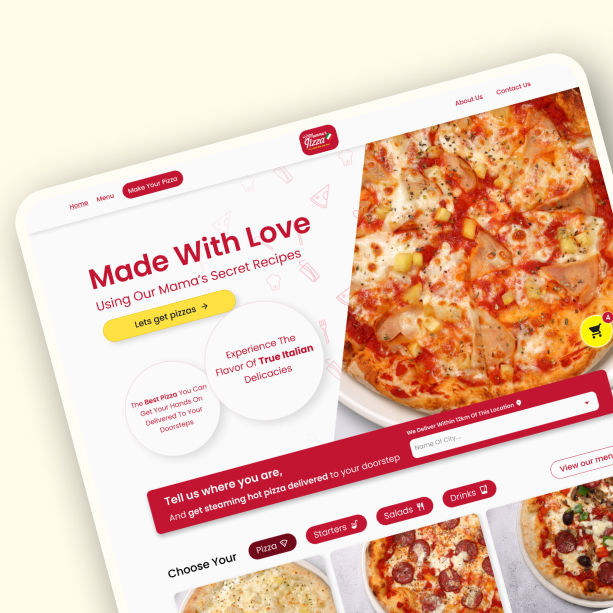 Home Menu Make Your Pizza
Mamma's
Pizza
About Us Contact Us
Made With Love
Using Our Mama's Secret Recipes
Lets get pizzas →
Experience The
Flavor Of True Italian
Delicacies
The Best Pizza You Can
Get Your Hands On
Delivered To Your
Doorsteps
4
Tell us where you are,
And get steaming hot pizza delivered to your doorstep
We Deliver Within 12km Of This Location
Name Of City...
View our men
Choose Your
Pizza
Starters
Salads
Drinks